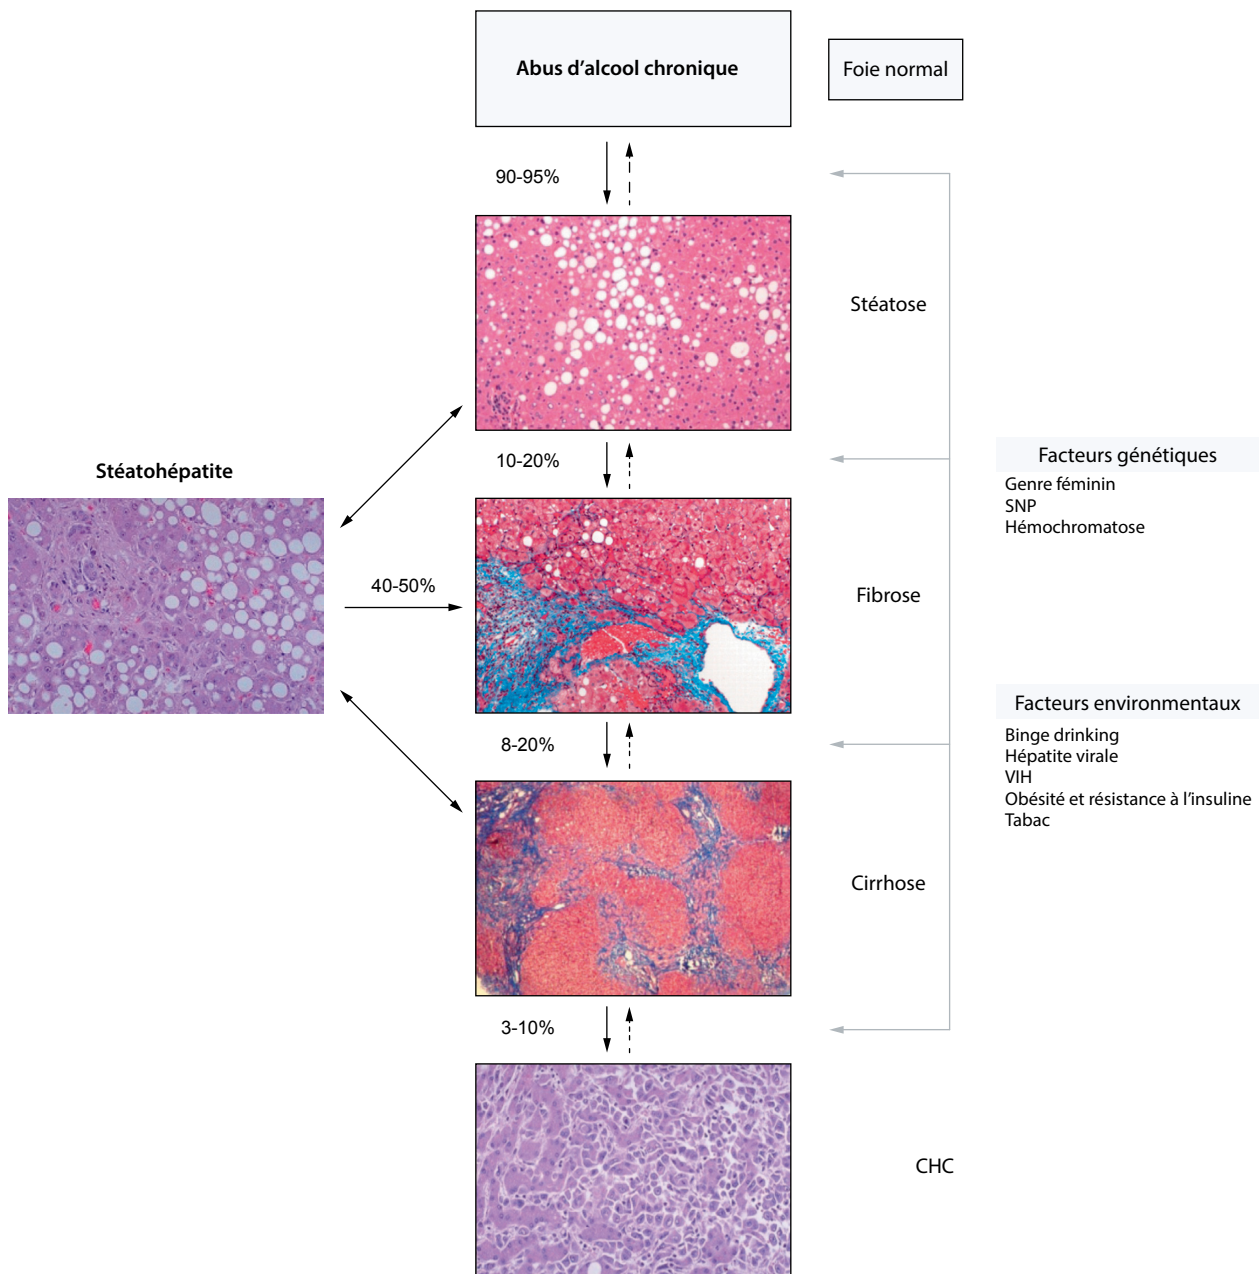 Abus d'alcool chronique
Foie normal
90-95%
Stéatose
10-20%
Stéatohépatite
40-50%
Fibrose
8-20%
Cirrhose
3-10%
CHC
Facteurs génétiques
Genre féminin
SNP
Hémochromatose
Facteurs environmentaux
Binge drinking
Hépatite virale
VIH
Obésité et résistance à l'insuline
Tabac